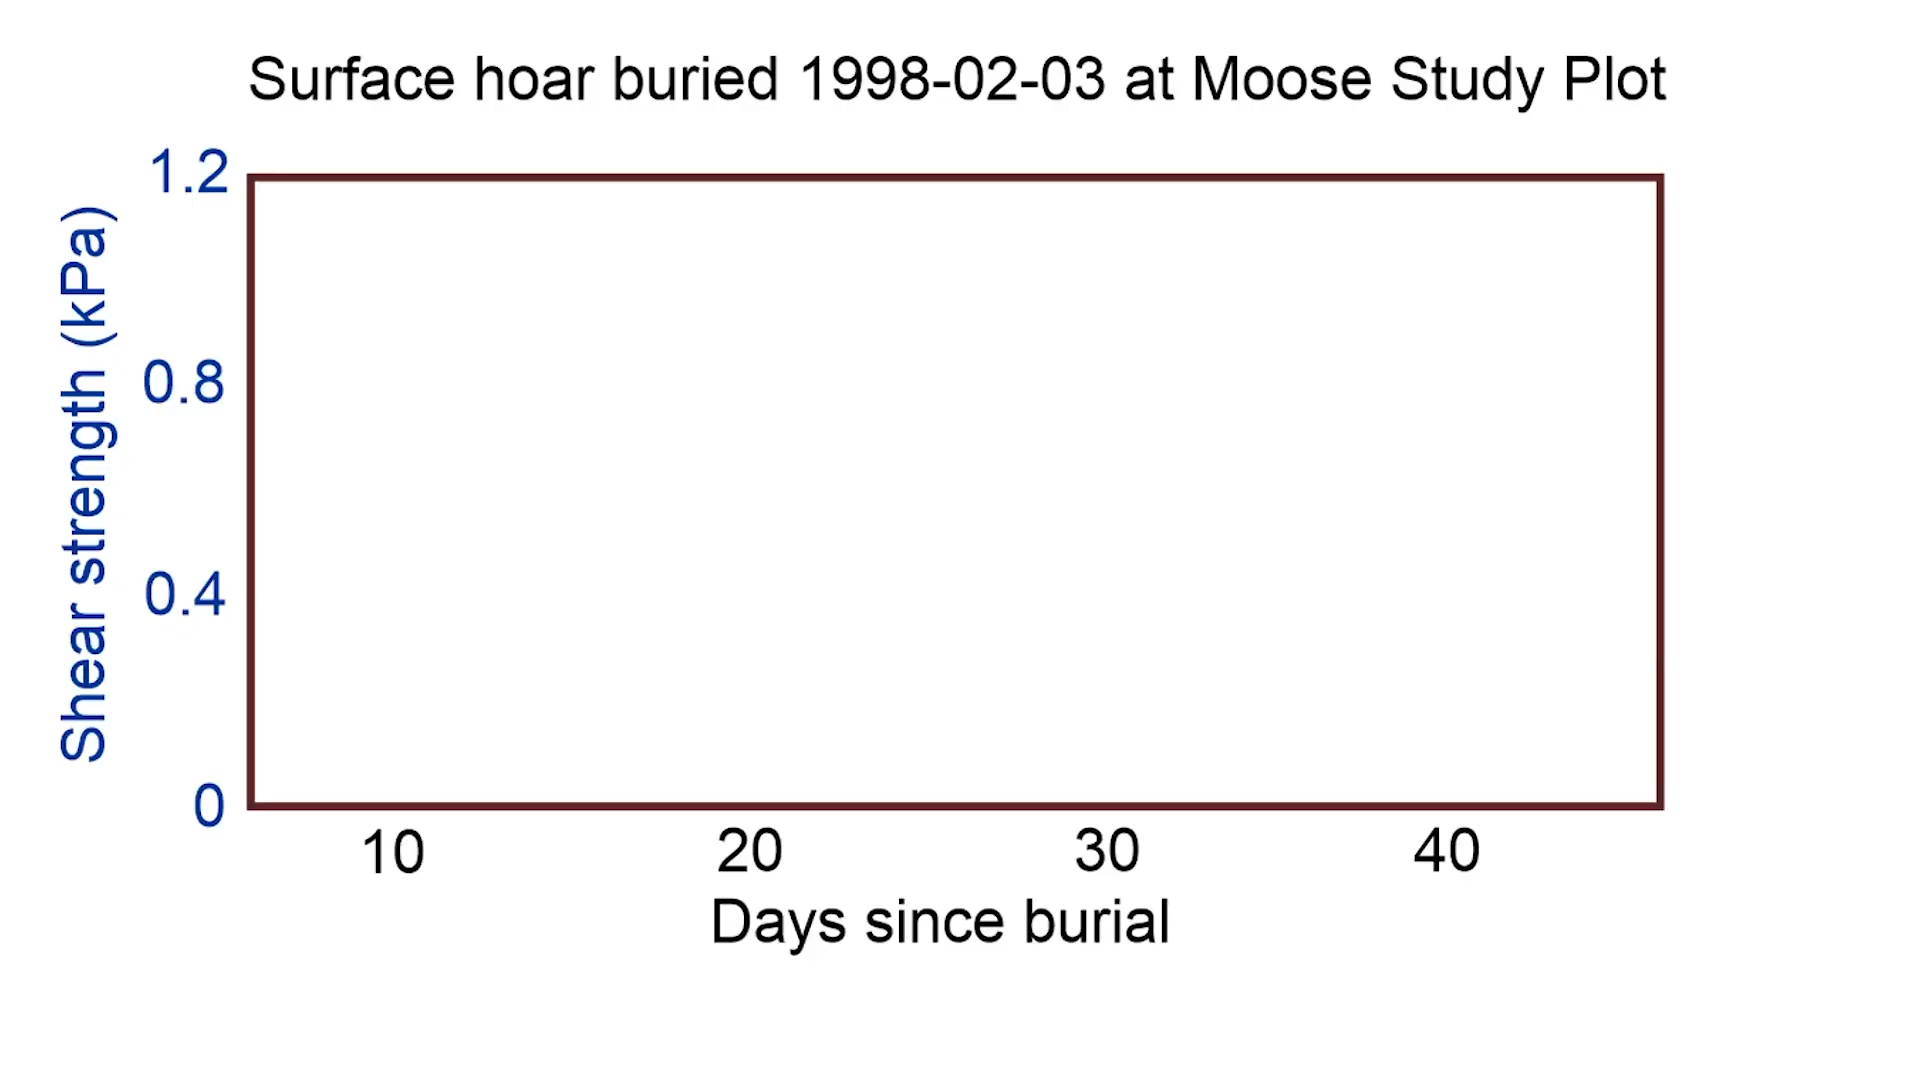 Surface hoar buried 1998-02-03 at Moose Study Plot
1.2
0.8
0.4
0
Shear strength (kPa)
10 20 30 40
Days since burial